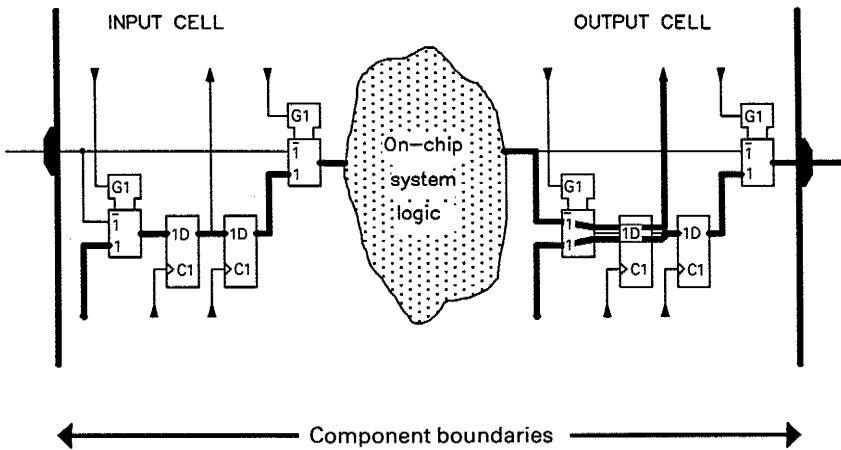 INPUT CELL
OUTPUT CELL
G1
1̅
1
G1
1̅
1
1D
C1
1D
C1
On-chip
system
logic
G1
1̅
1
G1
1̅
1
1D
C1
1D
C1
Component boundaries